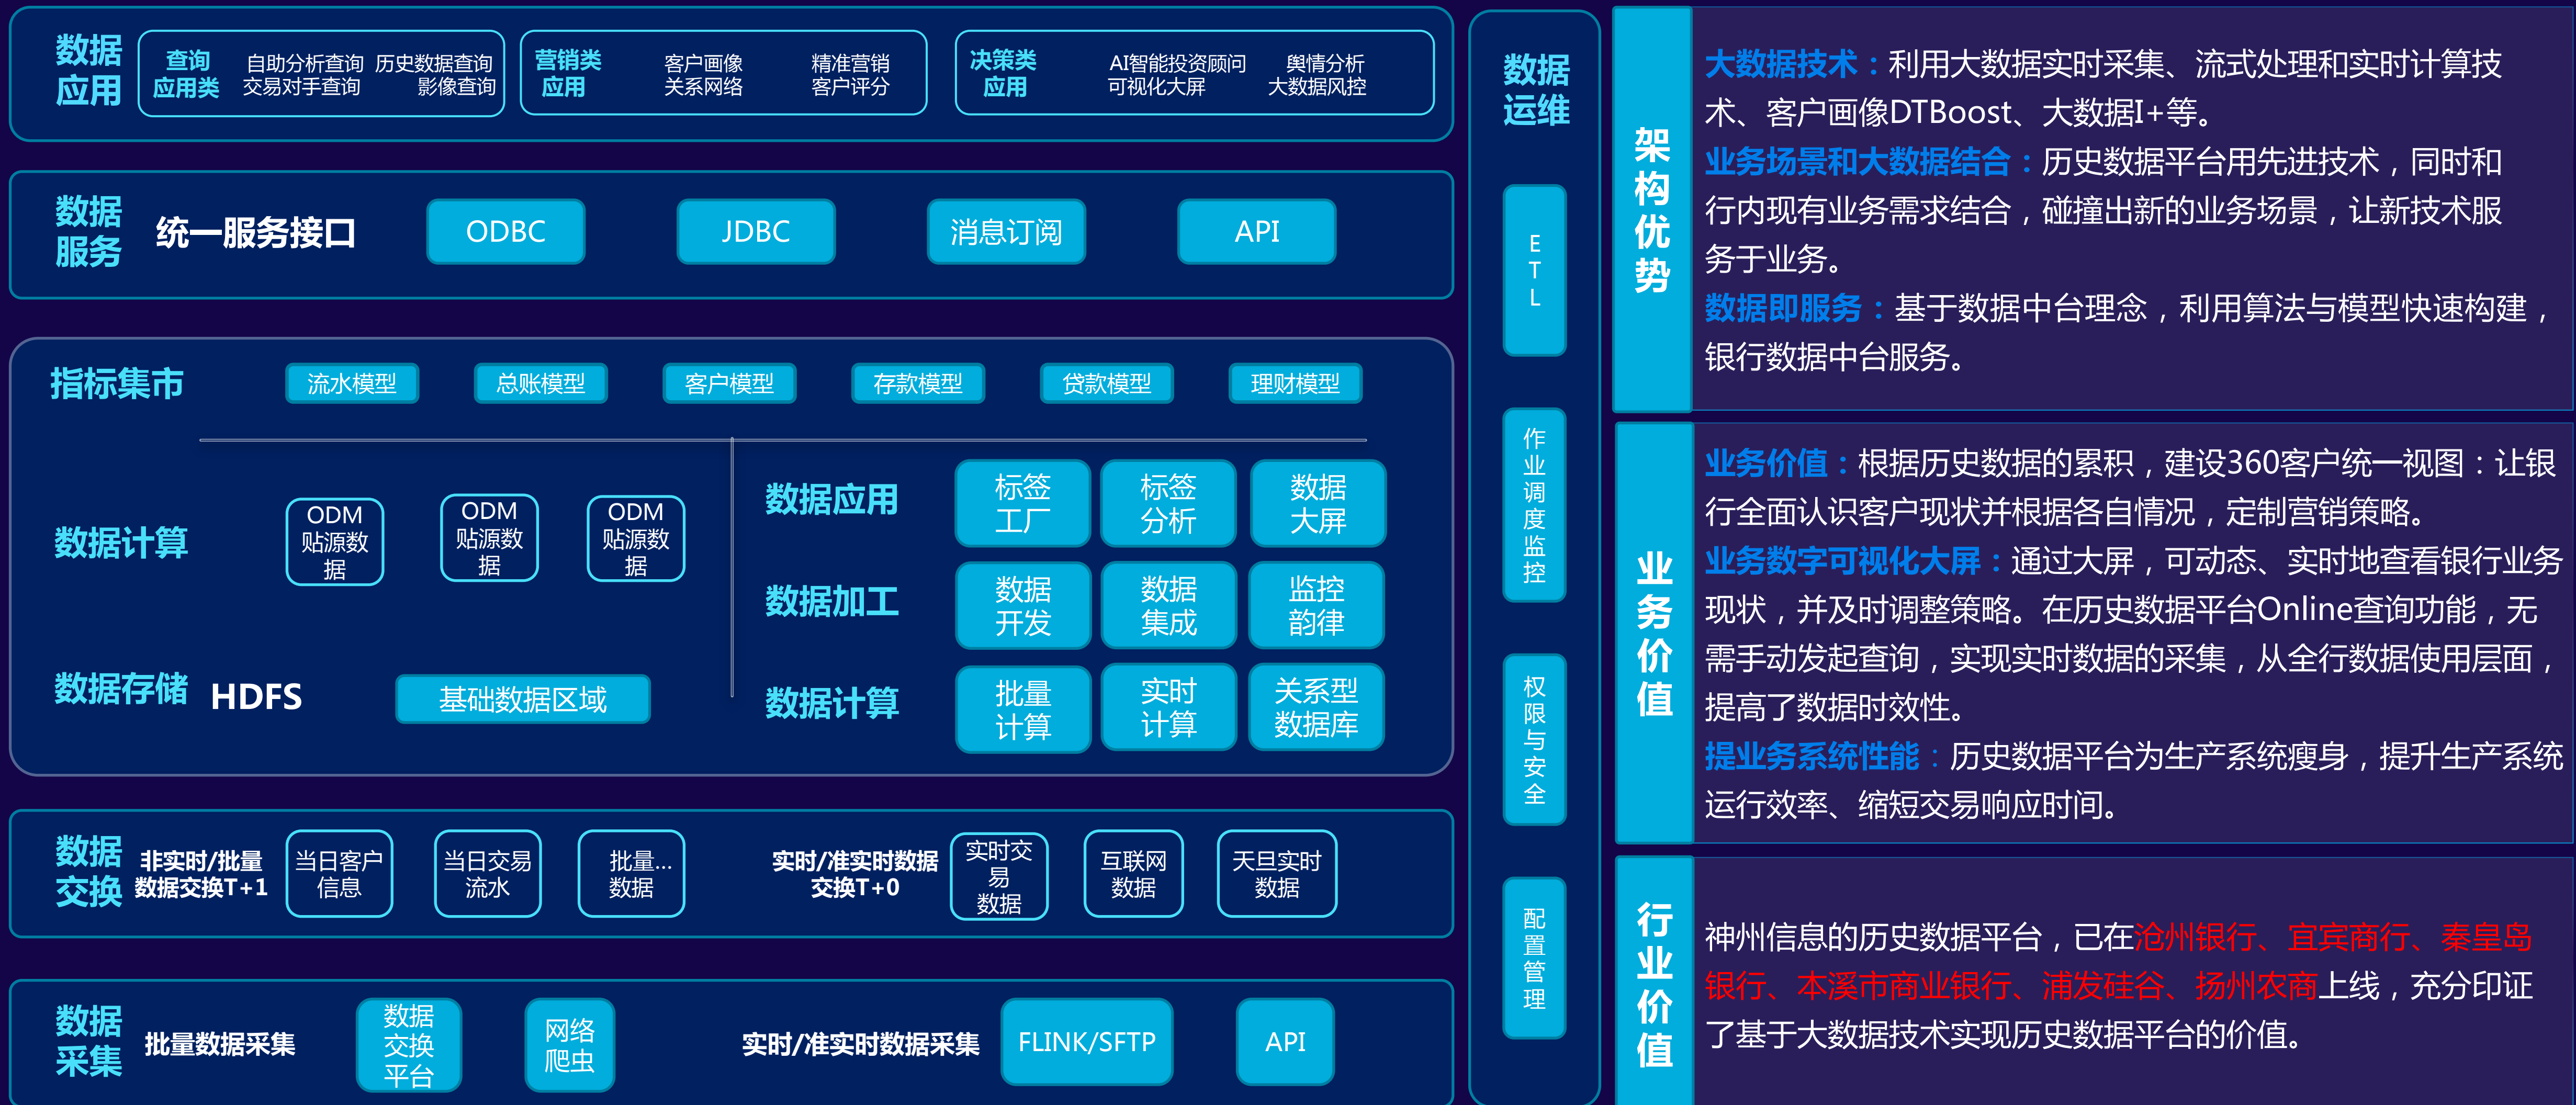 数据
应用
查询
应用类
自助分析查询 历史数据查询
交易对手查询 影像查询
营销类
应用
客户画像 精准营销
关系网络 客户评分
决策类
应用
AI智能投资顾问 舆情分析
可视化大屏 大数据风控
数据
服务
统一服务接口
ODBC
JDBC
消息订阅
API
指标集市
流水模型
总账模型
客户模型
存款模型
贷款模型
理财模型
数据计算
ODM
贴源数
据
ODM
贴源数
据
ODM
贴源数
据
数据存储
HDFS
基础数据区域
数据应用
标签
工厂
标签
分析
数据
大屏
数据加工
数据
开发
数据
集成
监控
韵律
数据计算
批量
计算
实时
计算
关系型
数据库
数据
交换
非实时/批量
数据交换T+1
当日客户
信息
当日交易
流水
批量...
数据
实时/准实时数据
交换T+0
实时交
易
数据
互联网
数据
天旦实时
数据
数据
采集
批量数据采集
数据
交换
平台
网络
爬虫
实时/准实时数据采集
FLINK/SFTP
API
数据
运维
ETL
作业调度监控
权限与安全
配置管理
架构优势
大数据技术：利用大数据实时采集、流式处理和实时计算技
术、客户画像DTBoost、大数据I+等。
业务场景和大数据结合：历史数据平台用先进技术，同时和
行内现有业务需求结合，碰撞出新的业务场景，让新技术服
务于业务。
数据即服务：基于数据中台理念，利用算法与模型快速构建，
银行数据中台服务。
业务价值
业务价值：根据历史数据的累积，建设360客户统一视图：让银
行全面认识客户现状并根据各自情况，定制营销策略。
业务数字可视化大屏：通过大屏，可动态、实时地查看银行业务
现状，并及时调整策略。在历史数据平台Online查询功能，无
需手动发起查询，实现实时数据的采集，从全行数据使用层面，
提高了数据时效性。
提业务系统性能：历史数据平台为生产系统瘦身，提升生产系统
运行效率、缩短交易响应时间。
行业价值
神州信息的历史数据平台，已在沧州银行、宜宾商行、秦皇岛
银行、本溪市商业银行、浦发硅谷、扬州农商上线，充分印证
了基于大数据技术实现历史数据平台的价值。